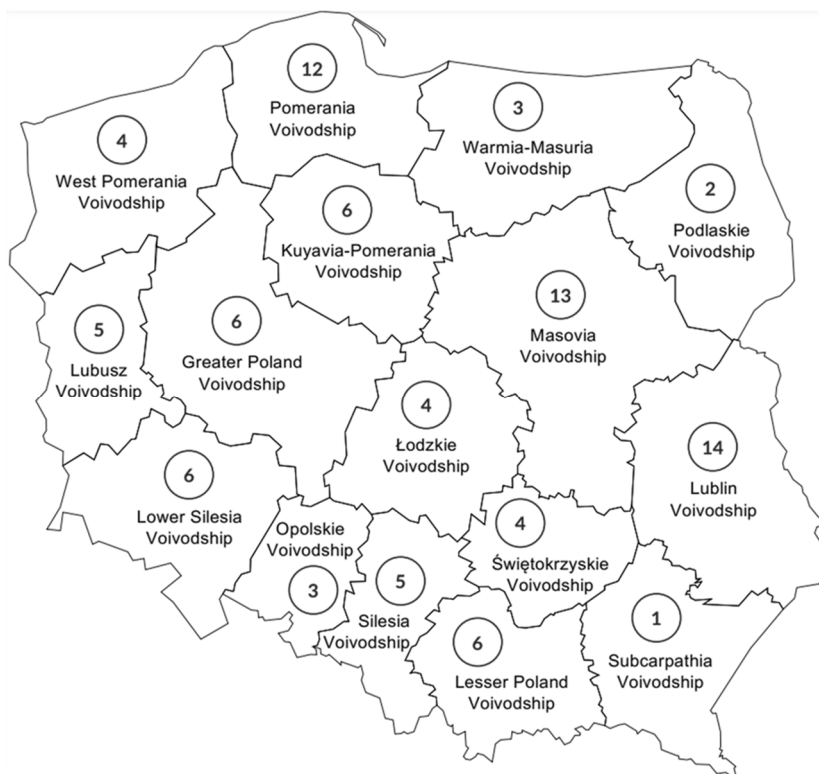 12
Pomerania
Voivodship
3
Warmia-Masuria
Voivodship
4
West Pomerania
Voivodship
2
Podlaskie
Voivodship
6
Kuyavia-Pomerania
Voivodship
13
Masovia
Voivodship
5
Lubusz
Voivodship
6
Greater Poland
Voivodship
4
Łodzkie
Voivodship
14
Lublin
Voivodship
6
Lower Silesia
Voivodship
Opolskie
Voivodship
3
4
Świętokrzyskie
Voivodship
5
Silesia
Voivodship
6
Lesser Poland
Voivodship
1
Subcarpathia
Voivodship